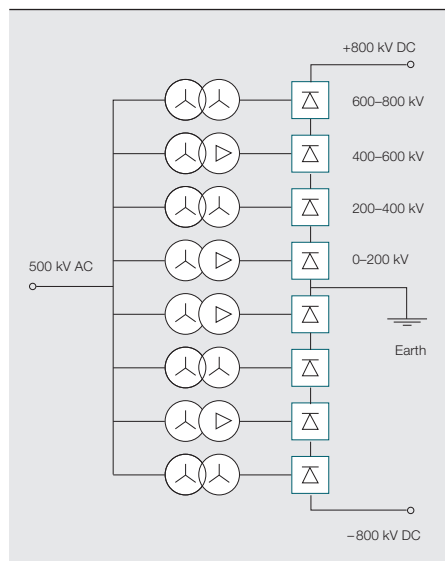 +800 kV DC
600–800 kV
400–600 kV
200–400 kV
0–200 kV
500 kV AC
Earth
–800 kV DC